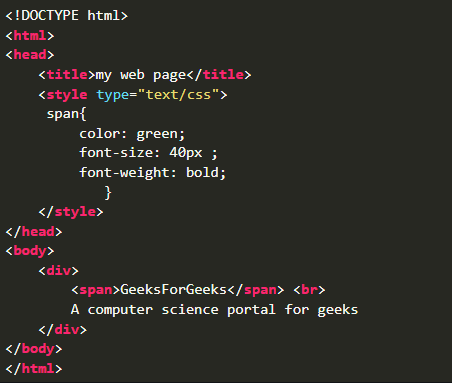 <!DOCTYPE html>
<html>
<head>
    <title>my web page</title>
    <style type="text/css">
     span{
         color: green;
         font-size: 40px ;
         font-weight: bold;
            }
    </style>
</head>
<body>
    <div>
        <span>GeeksForGeeks</span> <br>
        A computer science portal for geeks
    </div>
</body>
</html>